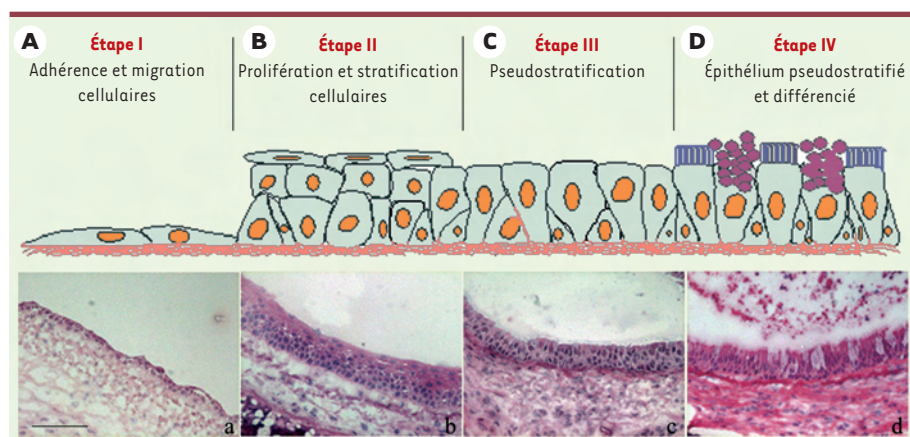 A
Étape I
Adhérence et migration
cellulaires
B
Étape II
Prolifération et stratification
cellulaires
C
Étape III
Pseudostratification
D
Étape IV
Épithélium pseudostratifié
et différencié
a
b
c
d